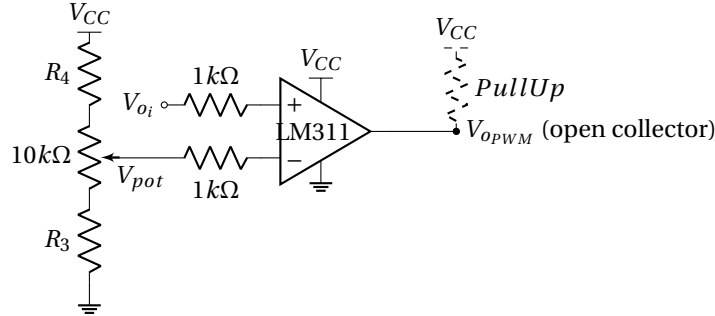 V_CC
R_4
10kΩ
R_3
V_pot
V_{o_i}
1kΩ
1kΩ
+
−
LM311
V_CC
V_CC
PullUp
V_{o_{PWM}} (open collector)